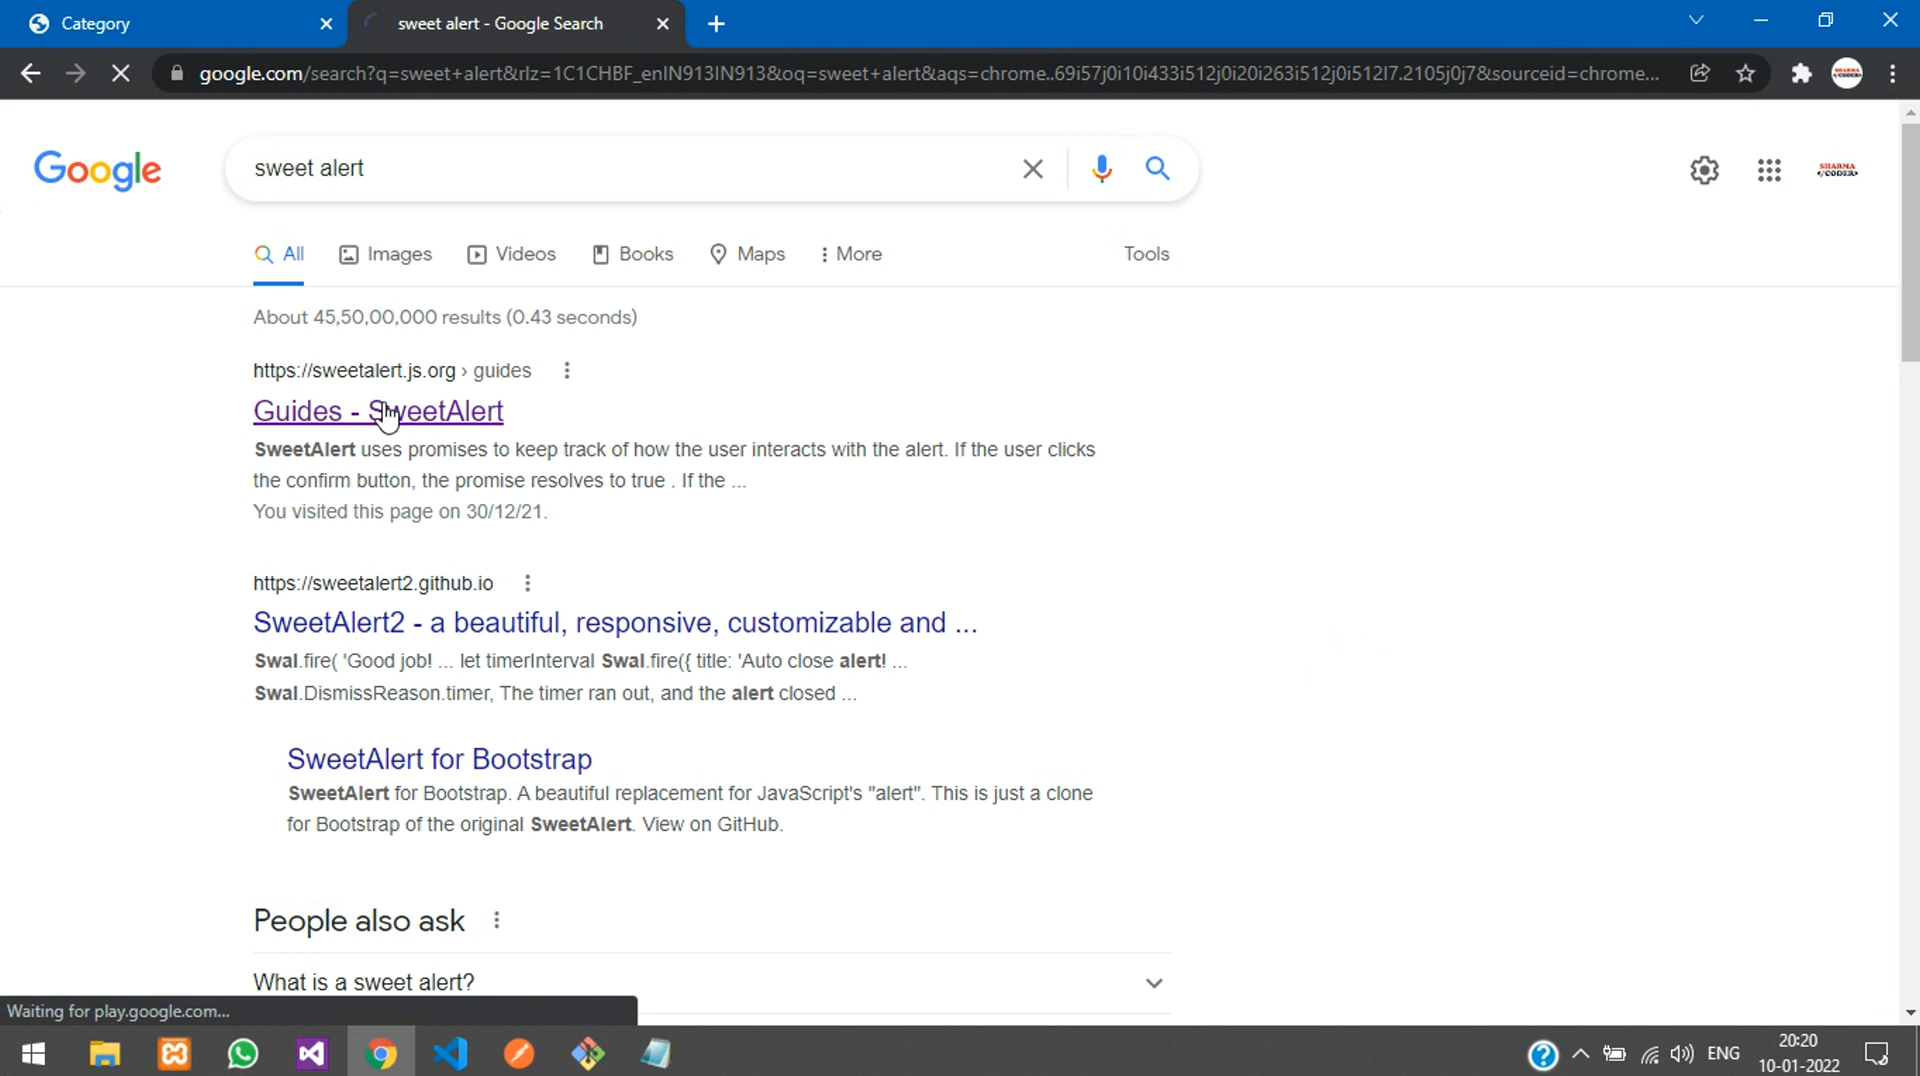 Category
sweet alert - Google Search
google.com/search?q=sweet+alert&rlz=1C1CHBF_enIN913IN913&oq=sweet+alert&aqs=chrome..69i57j0i10i433i512j0i20i263i512j0i512l7.2105j0j7&sourceid=chrome...
Google
sweet alert
SHARMA
</CODER>
All
Images
Videos
Books
Maps
More
Tools
About 45,50,00,000 results (0.43 seconds)
https://sweetalert.js.org › guides
Guides - SweetAlert
SweetAlert uses promises to keep track of how the user interacts with the alert. If the user clicks
the confirm button, the promise resolves to true . If the ...
You visited this page on 30/12/21.
https://sweetalert2.github.io
SweetAlert2 - a beautiful, responsive, customizable and ...
Swal.fire( 'Good job! ... let timerInterval Swal.fire({ title: 'Auto close alert! ...
Swal.DismissReason.timer, The timer ran out, and the alert closed ...
SweetAlert for Bootstrap
SweetAlert for Bootstrap. A beautiful replacement for JavaScript's "alert". This is just a clone
for Bootstrap of the original SweetAlert. View on GitHub.
People also ask
What is a sweet alert?
Waiting for play.google.com...
ENG
20:20
10-01-2022